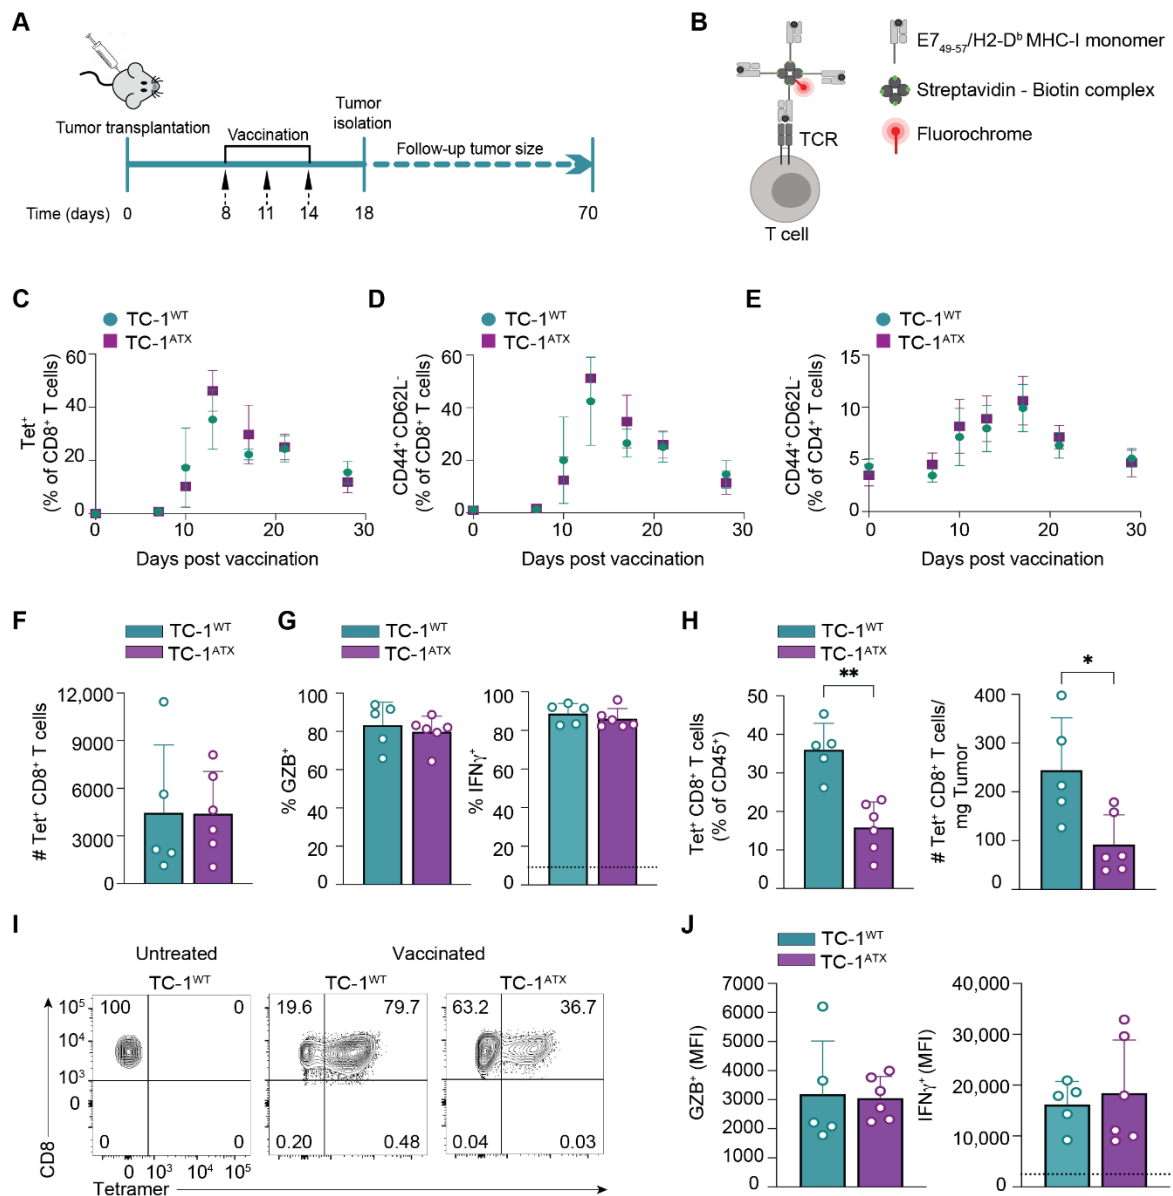 A
Tumor transplantation
Vaccination
Tumor
isolation
Follow-up tumor size
Time (days) 0 8 11 14 18 70
B
TCR
T cell
E7₄₉₋₅₇/H2-Dᵇ MHC-I monomer
Streptavidin - Biotin complex
Fluorochrome
C
TC-1ᵂᵀ
TC-1ᴬᵀˣ
Tet⁺
(% of CD8⁺ T cells)
60
40
20
0
0 10 20 30
Days post vaccination
D
TC-1ᵂᵀ
TC-1ᴬᵀˣ
CD44⁺ CD62L⁻
(% of CD8⁺ T cells)
60
40
20
0
0 10 20 30
Days post vaccination
E
TC-1ᵂᵀ
TC-1ᴬᵀˣ
CD44⁺ CD62L⁻
(% of CD4⁺ T cells)
15
10
5
0
0 10 20 30
Days post vaccination
F
TC-1ᵂᵀ
TC-1ᴬᵀˣ
# Tet⁺ CD8⁺ T cells
12,000
9000
6000
3000
0
G
TC-1ᵂᵀ
TC-1ᴬᵀˣ
% GZB⁺
100
80
60
40
20
0
% IFNγ⁺
100
80
60
40
20
0
H
TC-1ᵂᵀ
TC-1ᴬᵀˣ
Tet⁺ CD8⁺ T cells
(% of CD45⁺)
50
40
30
20
10
0
**
# Tet⁺ CD8⁺ T cells/
mg Tumor
400
300
200
100
0
*
I
Untreated
Vaccinated
TC-1ᵂᵀ
TC-1ᵂᵀ
TC-1ᴬᵀˣ
CD8
10⁵
10⁴
10³
0
100 0
0 0
19.6 79.7
0.20 0.48
63.2 36.7
0.04 0.03
0 10³ 10⁴ 10⁵
Tetramer
J
TC-1ᵂᵀ
TC-1ᴬᵀˣ
GZB⁺ (MFI)
7000
6000
5000
4000
3000
2000
1000
0
IFNγ⁺ (MFI)
40,000
30,000
20,000
10,000
0